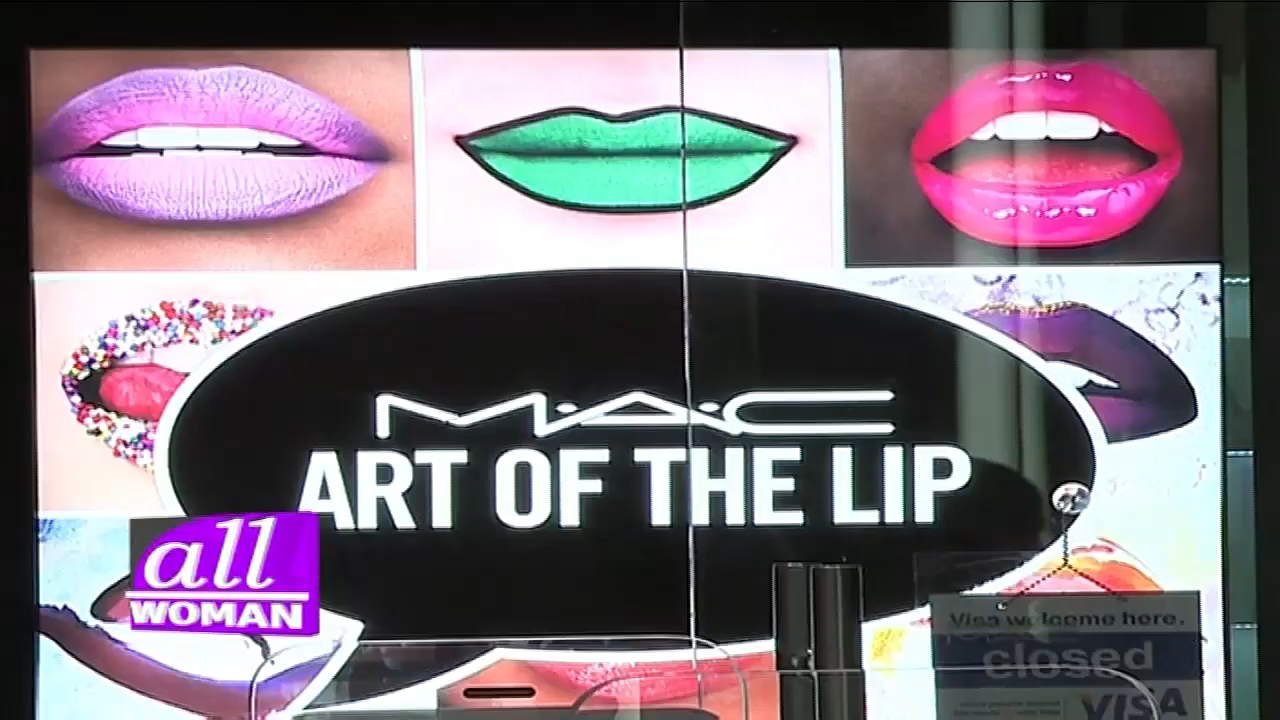 M·A·C
ART OF THE LIP
all
WOMAN
Visa welcome here.
closed
VISA